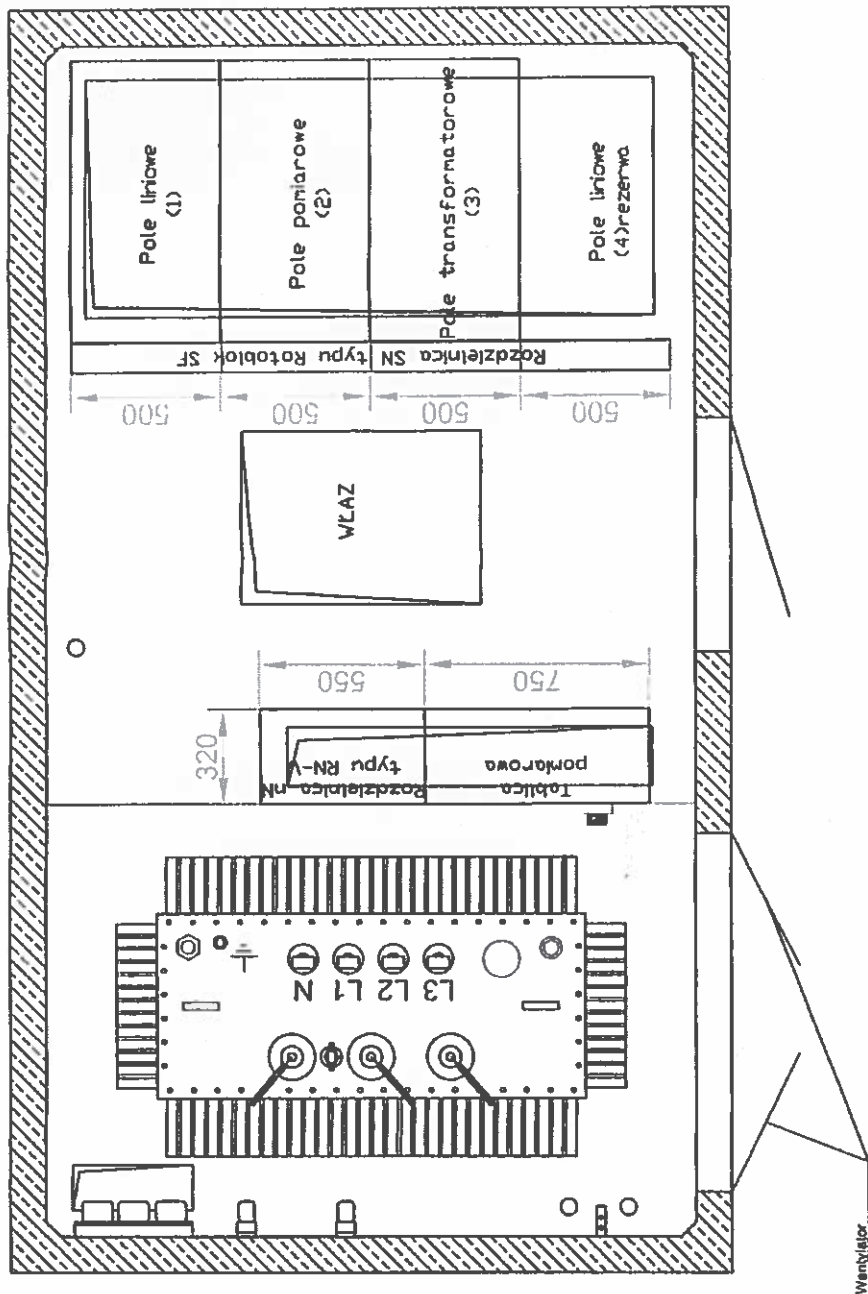 Pole liniowe
(1)
Pole pomiarowe
(2)
Pole transformatorowe
(3)
Pole liniowe
(4)rezerwa
Rozdzielnica SN typu Rotoblok SF
500
500
500
500
WŁAZ
550
750
320
Rozdzielnica nN
typu RN-W
Tablica
pomiarowa
N L1 L2 L3
Wentylator